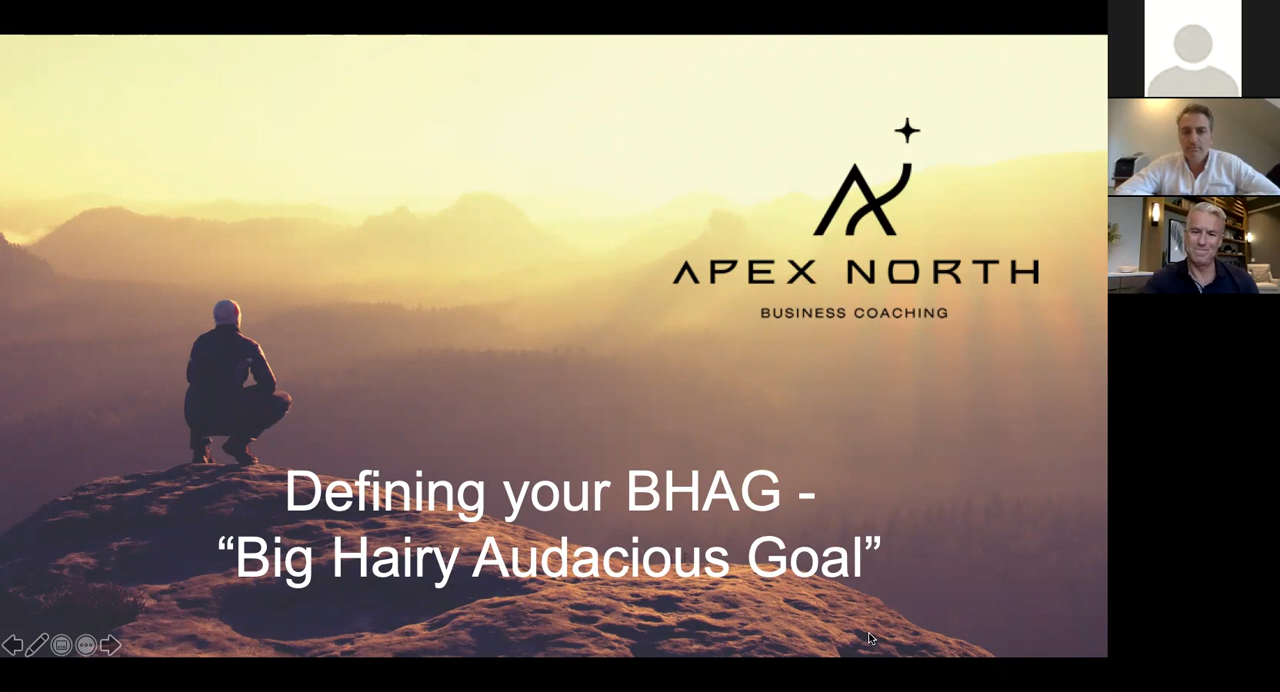 APEX NORTH
BUSINESS COACHING
Defining your BHAG -
“Big Hairy Audacious Goal”